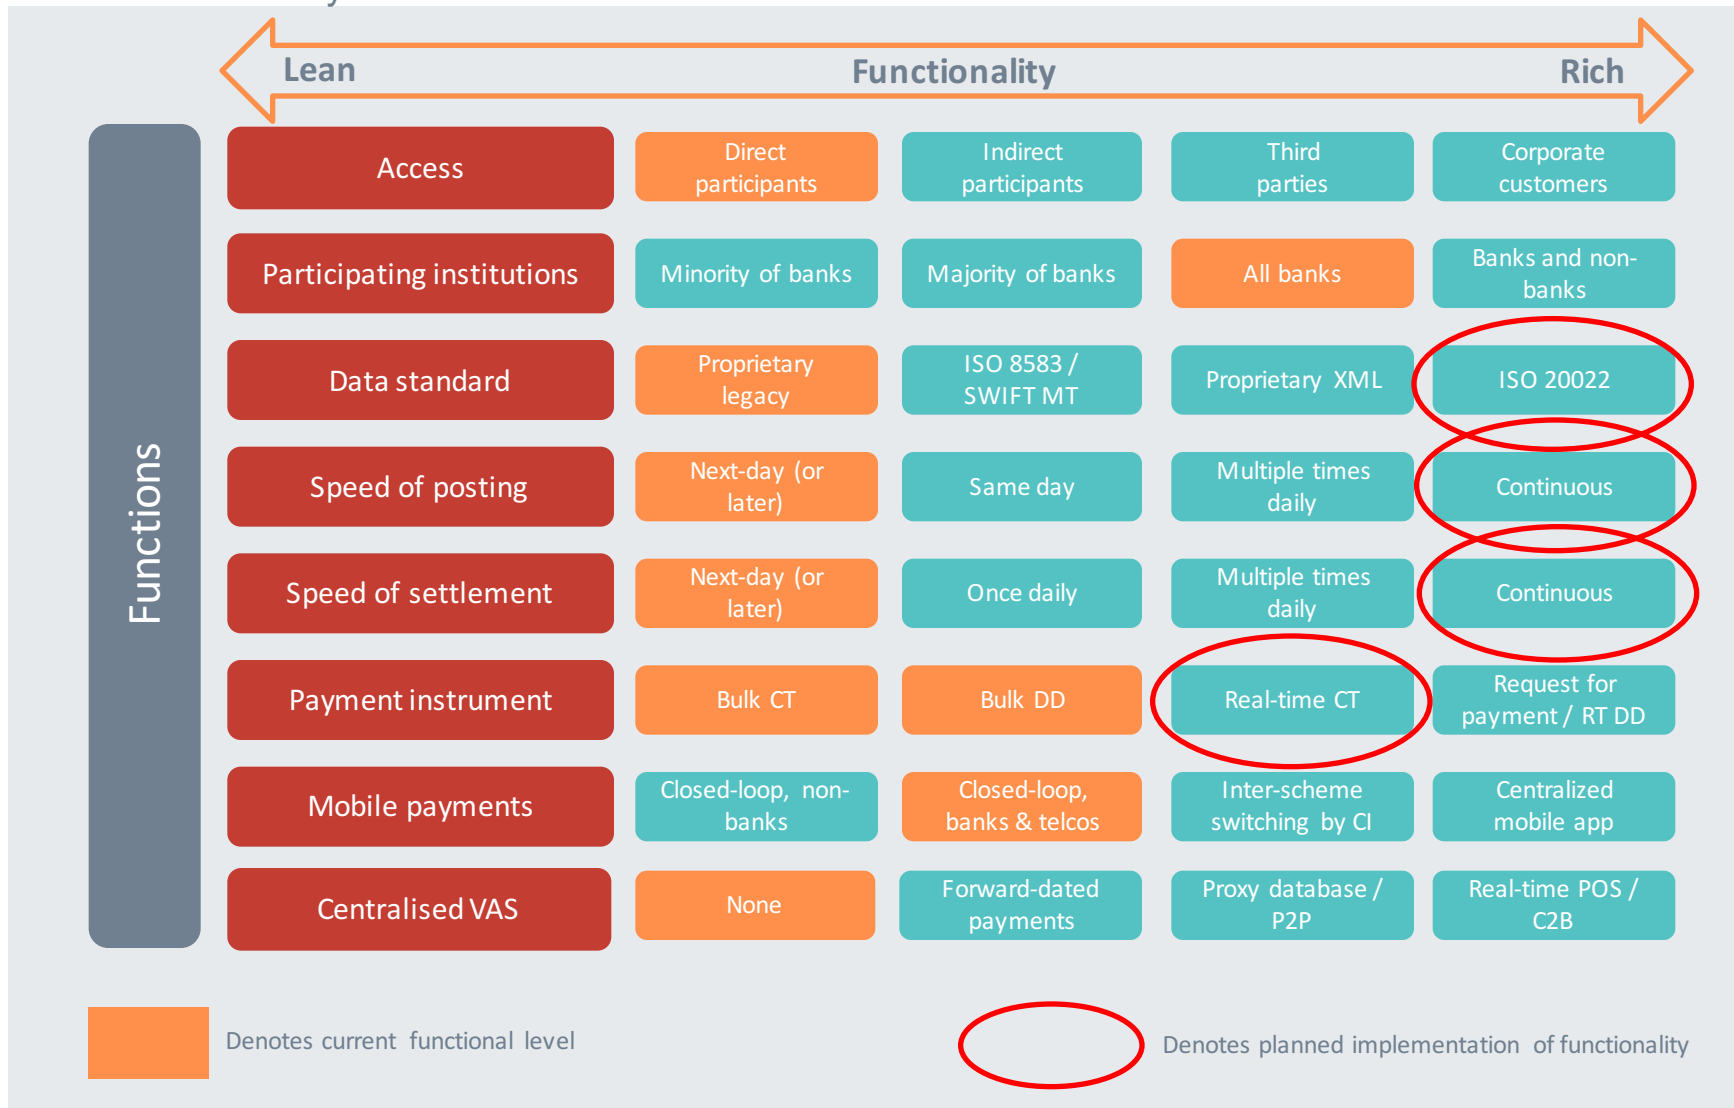 Lean Functionality Rich
Functions
Access
Direct
participants
Indirect
participants
Third
parties
Corporate
customers
Participating institutions
Minority of banks
Majority of banks
All banks
Banks and non-
banks
Data standard
Proprietary
legacy
ISO 8583 /
SWIFT MT
Proprietary XML
ISO 20022
Speed of posting
Next-day (or
later)
Same day
Multiple times
daily
Continuous
Speed of settlement
Next-day (or
later)
Once daily
Multiple times
daily
Continuous
Payment instrument
Bulk CT
Bulk DD
Real-time CT
Request for
payment / RT DD
Mobile payments
Closed-loop, non-
banks
Closed-loop,
banks & telcos
Inter-scheme
switching by CI
Centralized
mobile app
Centralised VAS
None
Forward-dated
payments
Proxy database /
P2P
Real-time POS /
C2B
Denotes current functional level
Denotes planned implementation of functionality